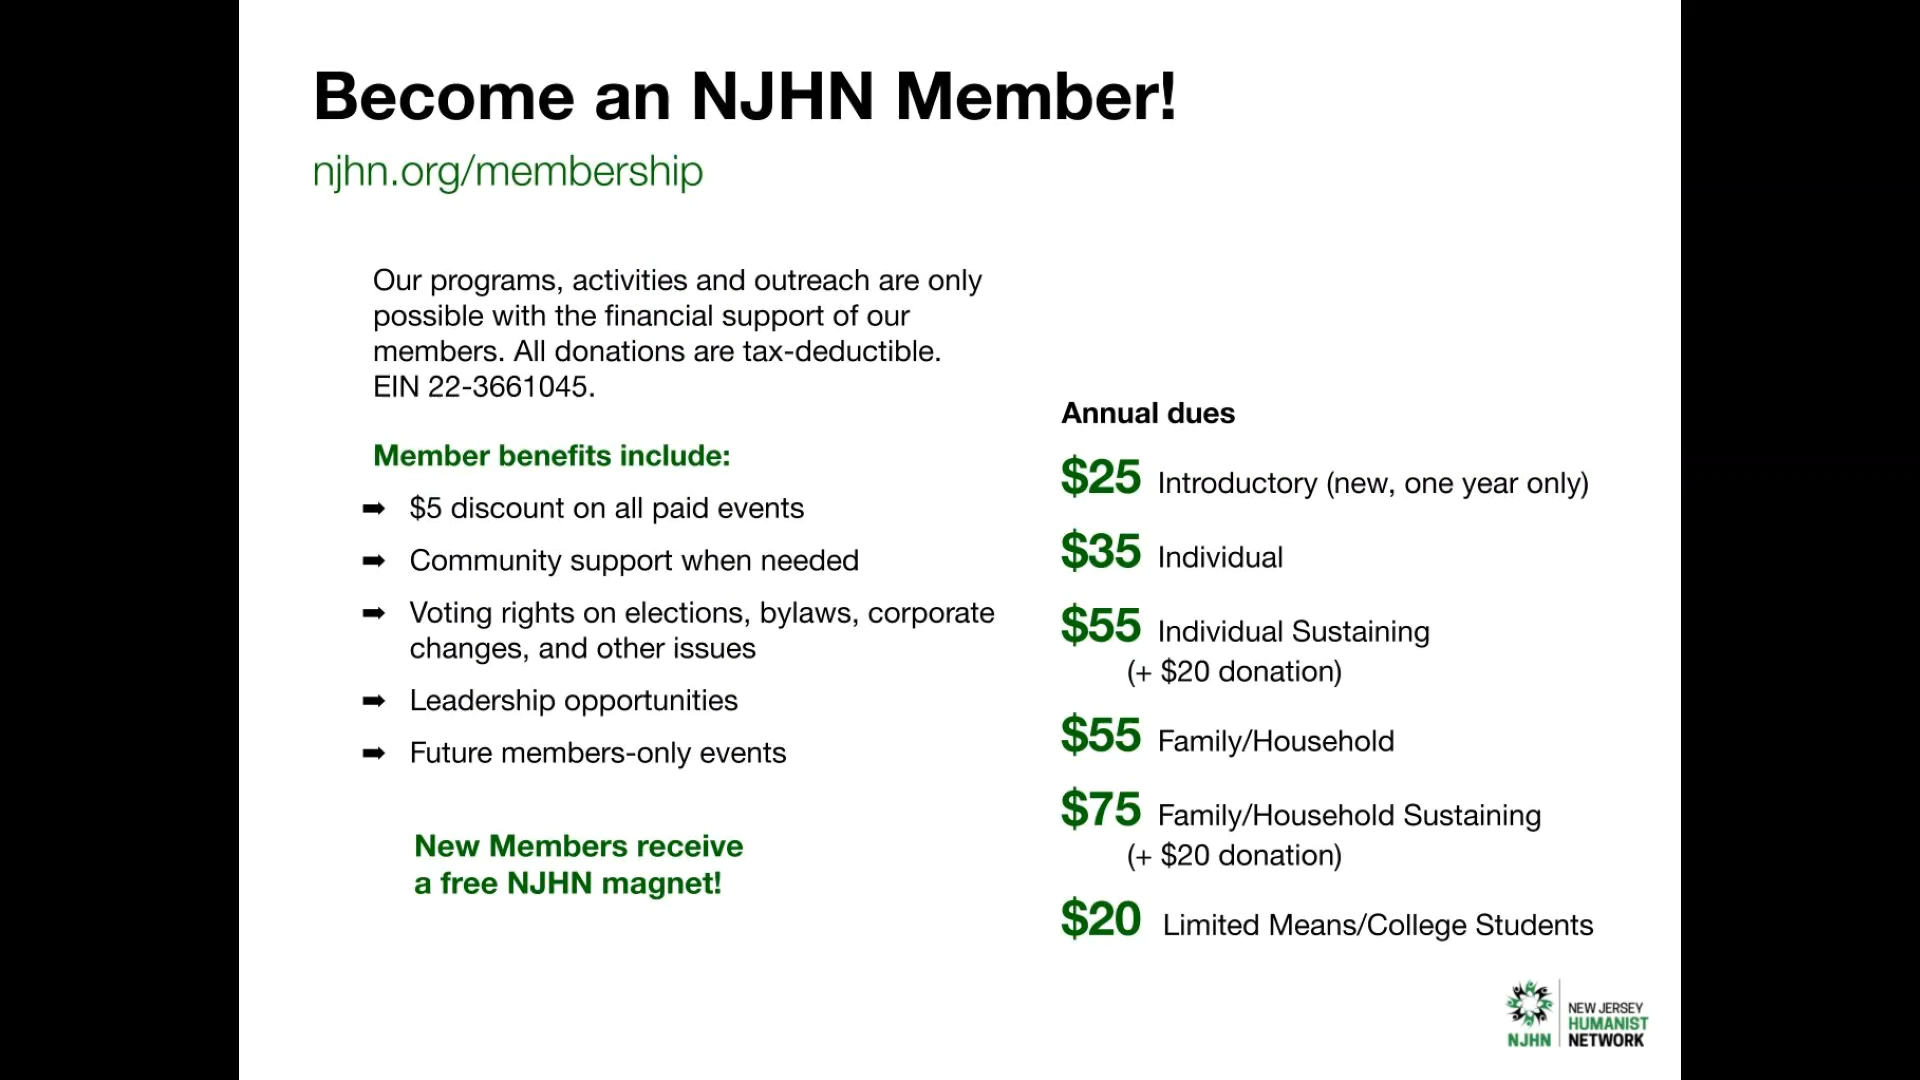 Become an NJHN Member!
njhn.org/membership
Our programs, activities and outreach are only
possible with the financial support of our
members. All donations are tax-deductible.
EIN 22-3661045.
Member benefits include:
➡ $5 discount on all paid events
➡ Community support when needed
➡ Voting rights on elections, bylaws, corporate
changes, and other issues
➡ Leadership opportunities
➡ Future members-only events
New Members receive
a free NJHN magnet!
Annual dues
$25 Introductory (new, one year only)
$35 Individual
$55 Individual Sustaining
(+ $20 donation)
$55 Family/Household
$75 Family/Household Sustaining
(+ $20 donation)
$20 Limited Means/College Students
NJHN
NEW JERSEY
HUMANIST
NETWORK